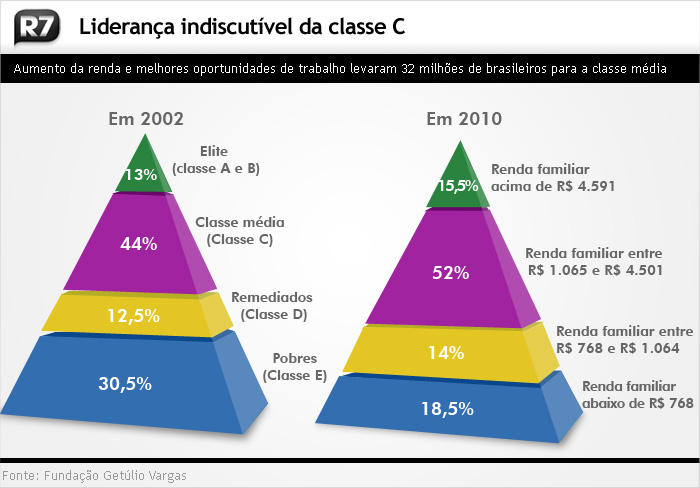 R7
Liderança indiscutível da classe C
Aumento da renda e melhores oportunidades de trabalho levaram 32 milhões de brasileiros para a classe média
Em 2002
13%
Elite
(classe A e B)
44%
Classe média
(Classe C)
12,5%
Remediados
(Classe D)
30,5%
Pobres
(Classe E)
Em 2010
15,5%
Renda familiar
acima de R$ 4.591
52%
Renda familiar entre
R$ 1.065 e R$ 4.501
14%
Renda familiar entre
R$ 768 e R$ 1.064
18,5%
Renda familiar
abaixo de R$ 768
Fonte: Fundação Getúlio Vargas